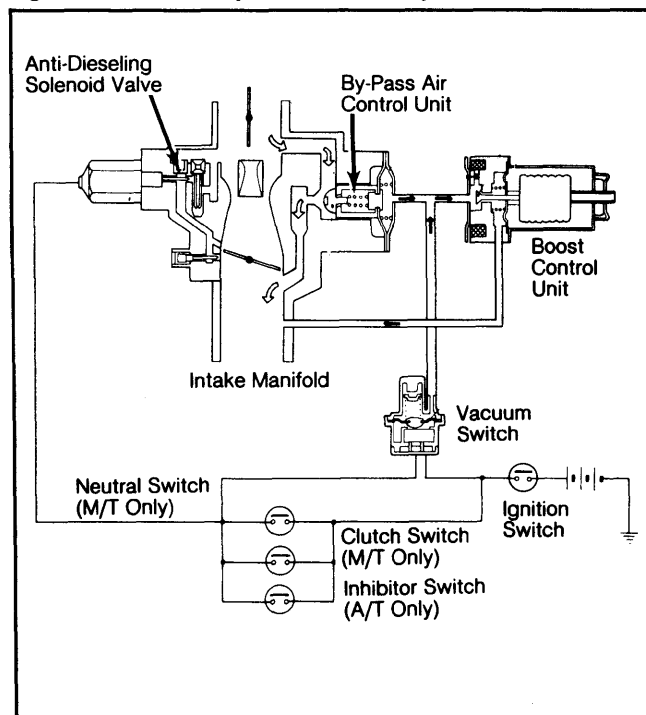 Anti-Dieseling
Solenoid Valve
By-Pass Air
Control Unit
Boost
Control
Unit
Intake Manifold
Vacuum
Switch
Neutral Switch
(M/T Only)
Ignition
Switch
Clutch Switch
(M/T Only)
Inhibitor Switch
(A/T Only)